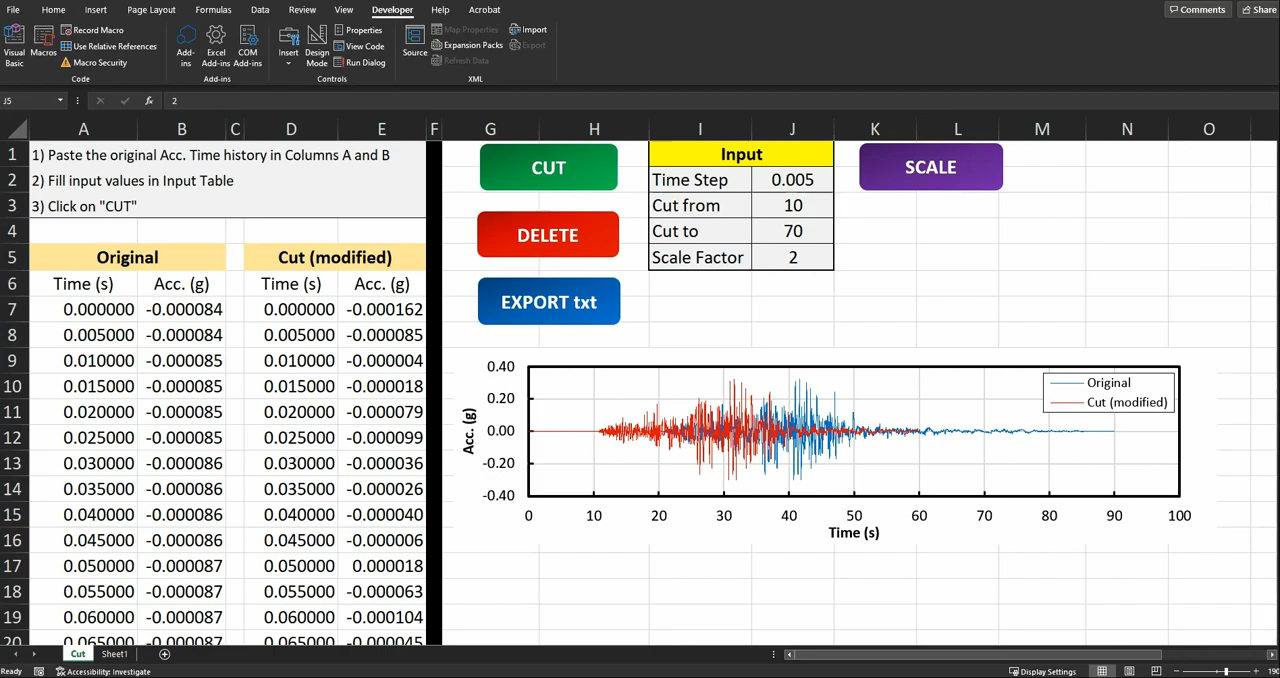 File Home Insert Page Layout Formulas Data Review View Developer Help Acrobat Comments Share
Visual Basic Macros Record Macro Use Relative References Macro Security Code
Add-ins Excel Add-ins COM Add-ins Add-ins
Insert Design Mode Properties View Code Run Dialog Controls
Source Map Properties Expansion Packs Refresh Data Import Export XML
J5 fx 2
A B C D E F G H I J K L M N O
1 1) Paste the original Acc. Time history in Columns A and B
2 2) Fill input values in Input Table
3 3) Click on "CUT"
4
5 Original Cut (modified)
6 Time (s) Acc. (g) Time (s) Acc. (g)
7 0.000000 -0.000084 0.000000 -0.000162
8 0.005000 -0.000084 0.005000 -0.000085
9 0.010000 -0.000085 0.010000 -0.000004
10 0.015000 -0.000085 0.015000 -0.000018
11 0.020000 -0.000085 0.020000 -0.000079
12 0.025000 -0.000085 0.025000 -0.000099
13 0.030000 -0.000086 0.030000 -0.000036
14 0.035000 -0.000086 0.035000 -0.000026
15 0.040000 -0.000086 0.040000 -0.000040
16 0.045000 -0.000086 0.045000 -0.000006
17 0.050000 -0.000087 0.050000 0.000018
18 0.055000 -0.000087 0.055000 -0.000063
19 0.060000 -0.000087 0.060000 -0.000104
20 0.065000 -0.000087 0.065000 -0.000045
CUT
DELETE
EXPORT txt
Input
Time Step 0.005
Cut from 10
Cut to 70
Scale Factor 2
SCALE
0.40
0.20
0.00
-0.20
-0.40
Acc. (g)
Original
Cut (modified)
0 10 20 30 40 50 60 70 80 90 100
Time (s)
Cut Sheet1
Ready Accessibility: Investigate Display Settings 190